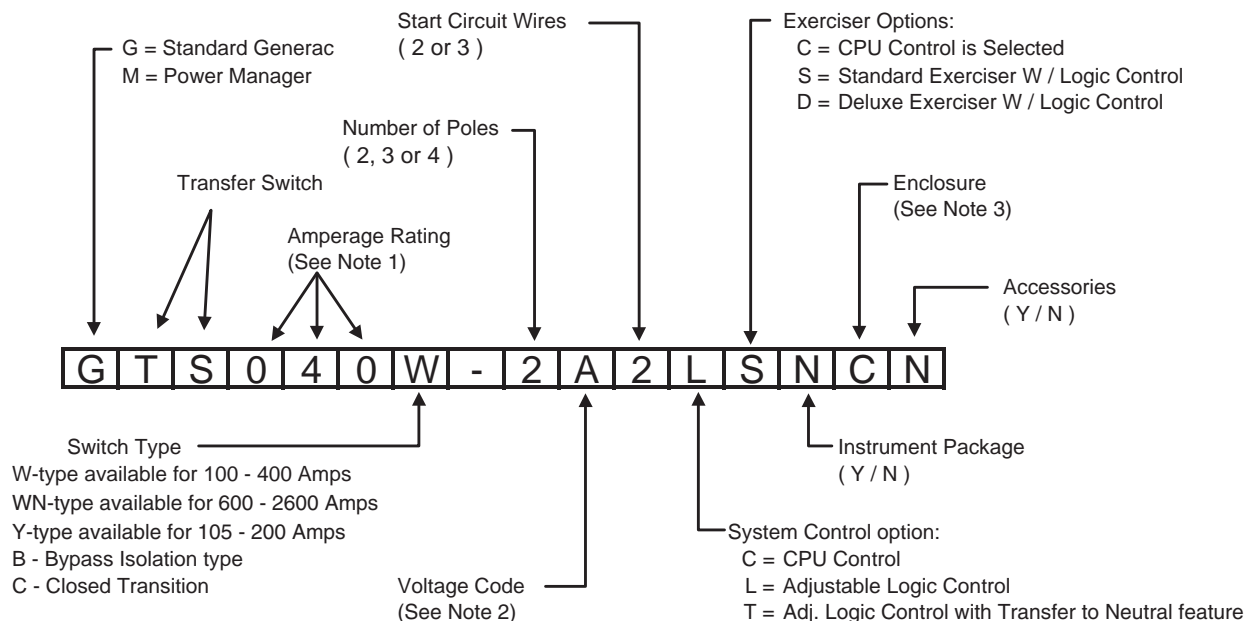 Start Circuit Wires
( 2 or 3 )
Exerciser Options:
C = CPU Control is Selected
S = Standard Exerciser W / Logic Control
D = Deluxe Exerciser W / Logic Control
G = Standard Generac
M = Power Manager
Number of Poles
( 2, 3 or 4 )
Transfer Switch
Enclosure
(See Note 3)
Amperage Rating
(See Note 1)
Accessories
( Y / N )
G T S 0 4 0 W - 2 A 2 L S N C N
Switch Type
W-type available for 100 - 400 Amps
WN-type available for 600 - 2600 Amps
Y-type available for 105 - 200 Amps
B - Bypass Isolation type
C - Closed Transition
Voltage Code
(See Note 2)
Instrument Package
( Y / N )
System Control option:
C = CPU Control
L = Adjustable Logic Control
T = Adj. Logic Control with Transfer to Neutral feature